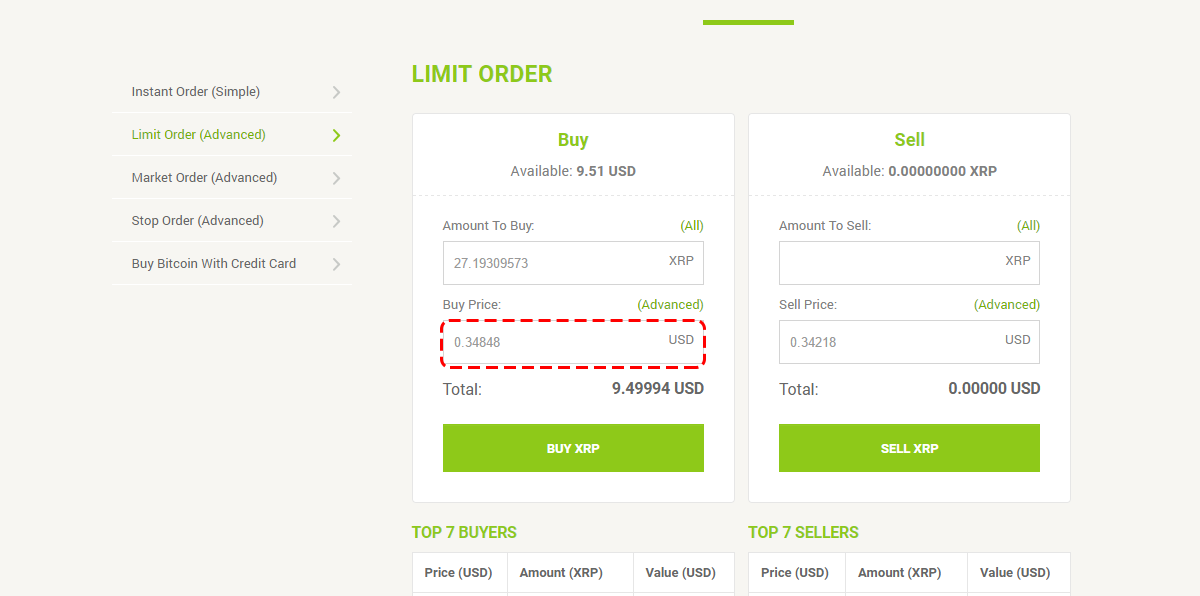 LIMIT ORDER
Instant Order (Simple)
Limit Order (Advanced)
Market Order (Advanced)
Stop Order (Advanced)
Buy Bitcoin With Credit Card
Buy
Available: 9.51 USD
Amount To Buy: (All)
27.19309573 XRP
Buy Price: (Advanced)
0.34848 USD
Total: 9.49994 USD
BUY XRP
Sell
Available: 0.00000000 XRP
Amount To Sell: (All)
XRP
Sell Price: (Advanced)
0.34218 USD
Total: 0.00000 USD
SELL XRP
TOP 7 BUYERS
Price (USD) Amount (XRP) Value (USD)
TOP 7 SELLERS
Price (USD) Amount (XRP) Value (USD)